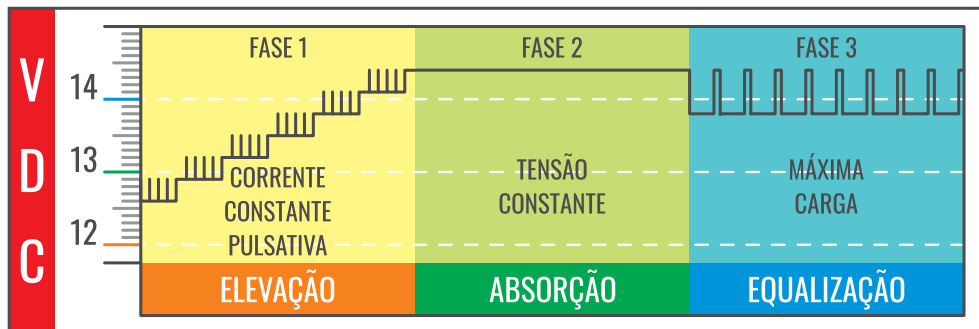 VDC
14
13
12
FASE 1
CORRENTE
CONSTANTE
PULSATIVA
ELEVAÇÃO
FASE 2
TENSÃO
CONSTANTE
ABSORÇÃO
FASE 3
MÁXIMA
CARGA
EQUALIZAÇÃO